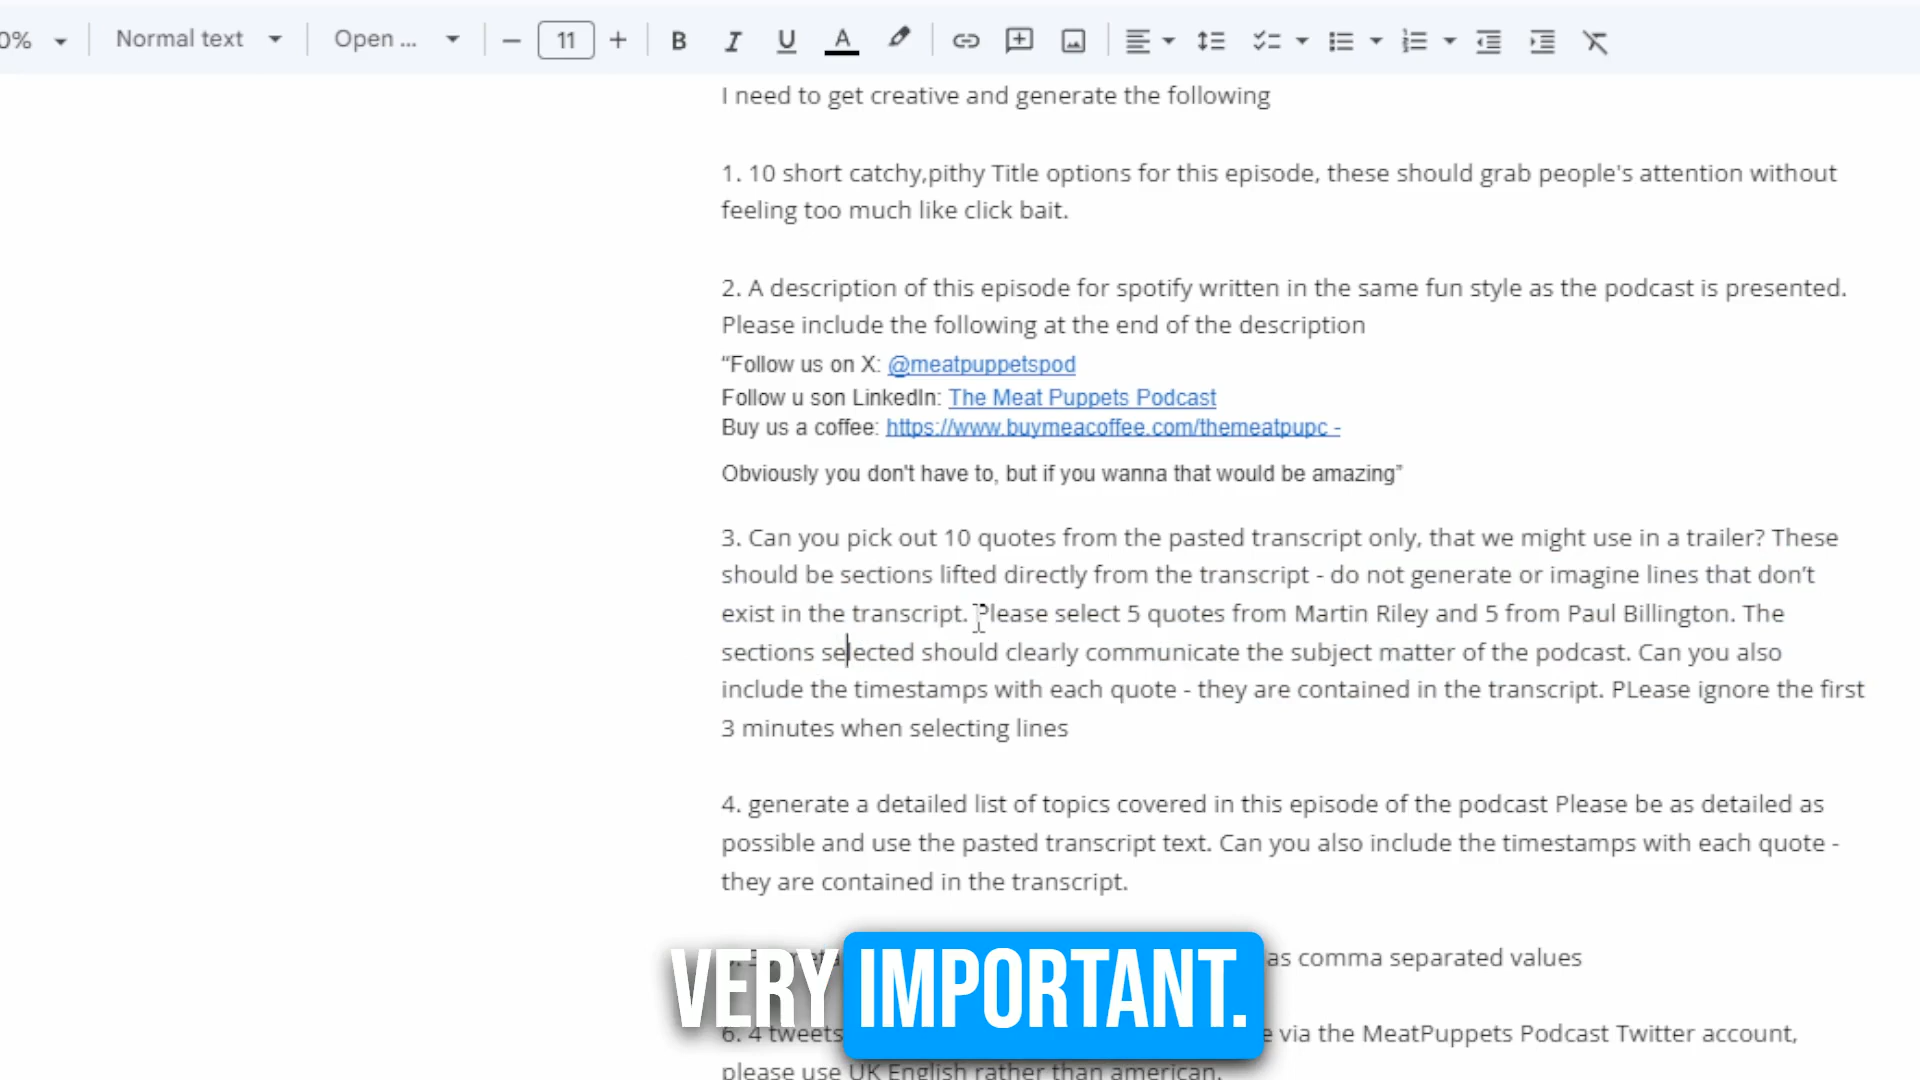 0% Normal text Open ... 11 B I U A
I need to get creative and generate the following
1. 10 short catchy,pithy Title options for this episode, these should grab people's attention without
feeling too much like click bait.
2. A description of this episode for spotify written in the same fun style as the podcast is presented.
Please include the following at the end of the description
“Follow us on X: @meatpuppetspod
Follow u son LinkedIn: The Meat Puppets Podcast
Buy us a coffee: https://www.buymeacoffee.com/themeatpupc -
Obviously you don't have to, but if you wanna that would be amazing”
3. Can you pick out 10 quotes from the pasted transcript only, that we might use in a trailer? These
should be sections lifted directly from the transcript - do not generate or imagine lines that don't
exist in the transcript. Please select 5 quotes from Martin Riley and 5 from Paul Billington. The
sections selected should clearly communicate the subject matter of the podcast. Can you also
include the timestamps with each quote - they are contained in the transcript. PLease ignore the first
3 minutes when selecting lines
4. generate a detailed list of topics covered in this episode of the podcast Please be as detailed as
possible and use the pasted transcript text. Can you also include the timestamps with each quote -
they are contained in the transcript.
as comma separated values
VERY IMPORTANT.
6. 4 tweets via the MeatPuppets Podcast Twitter account,
please use UK English rather than american.